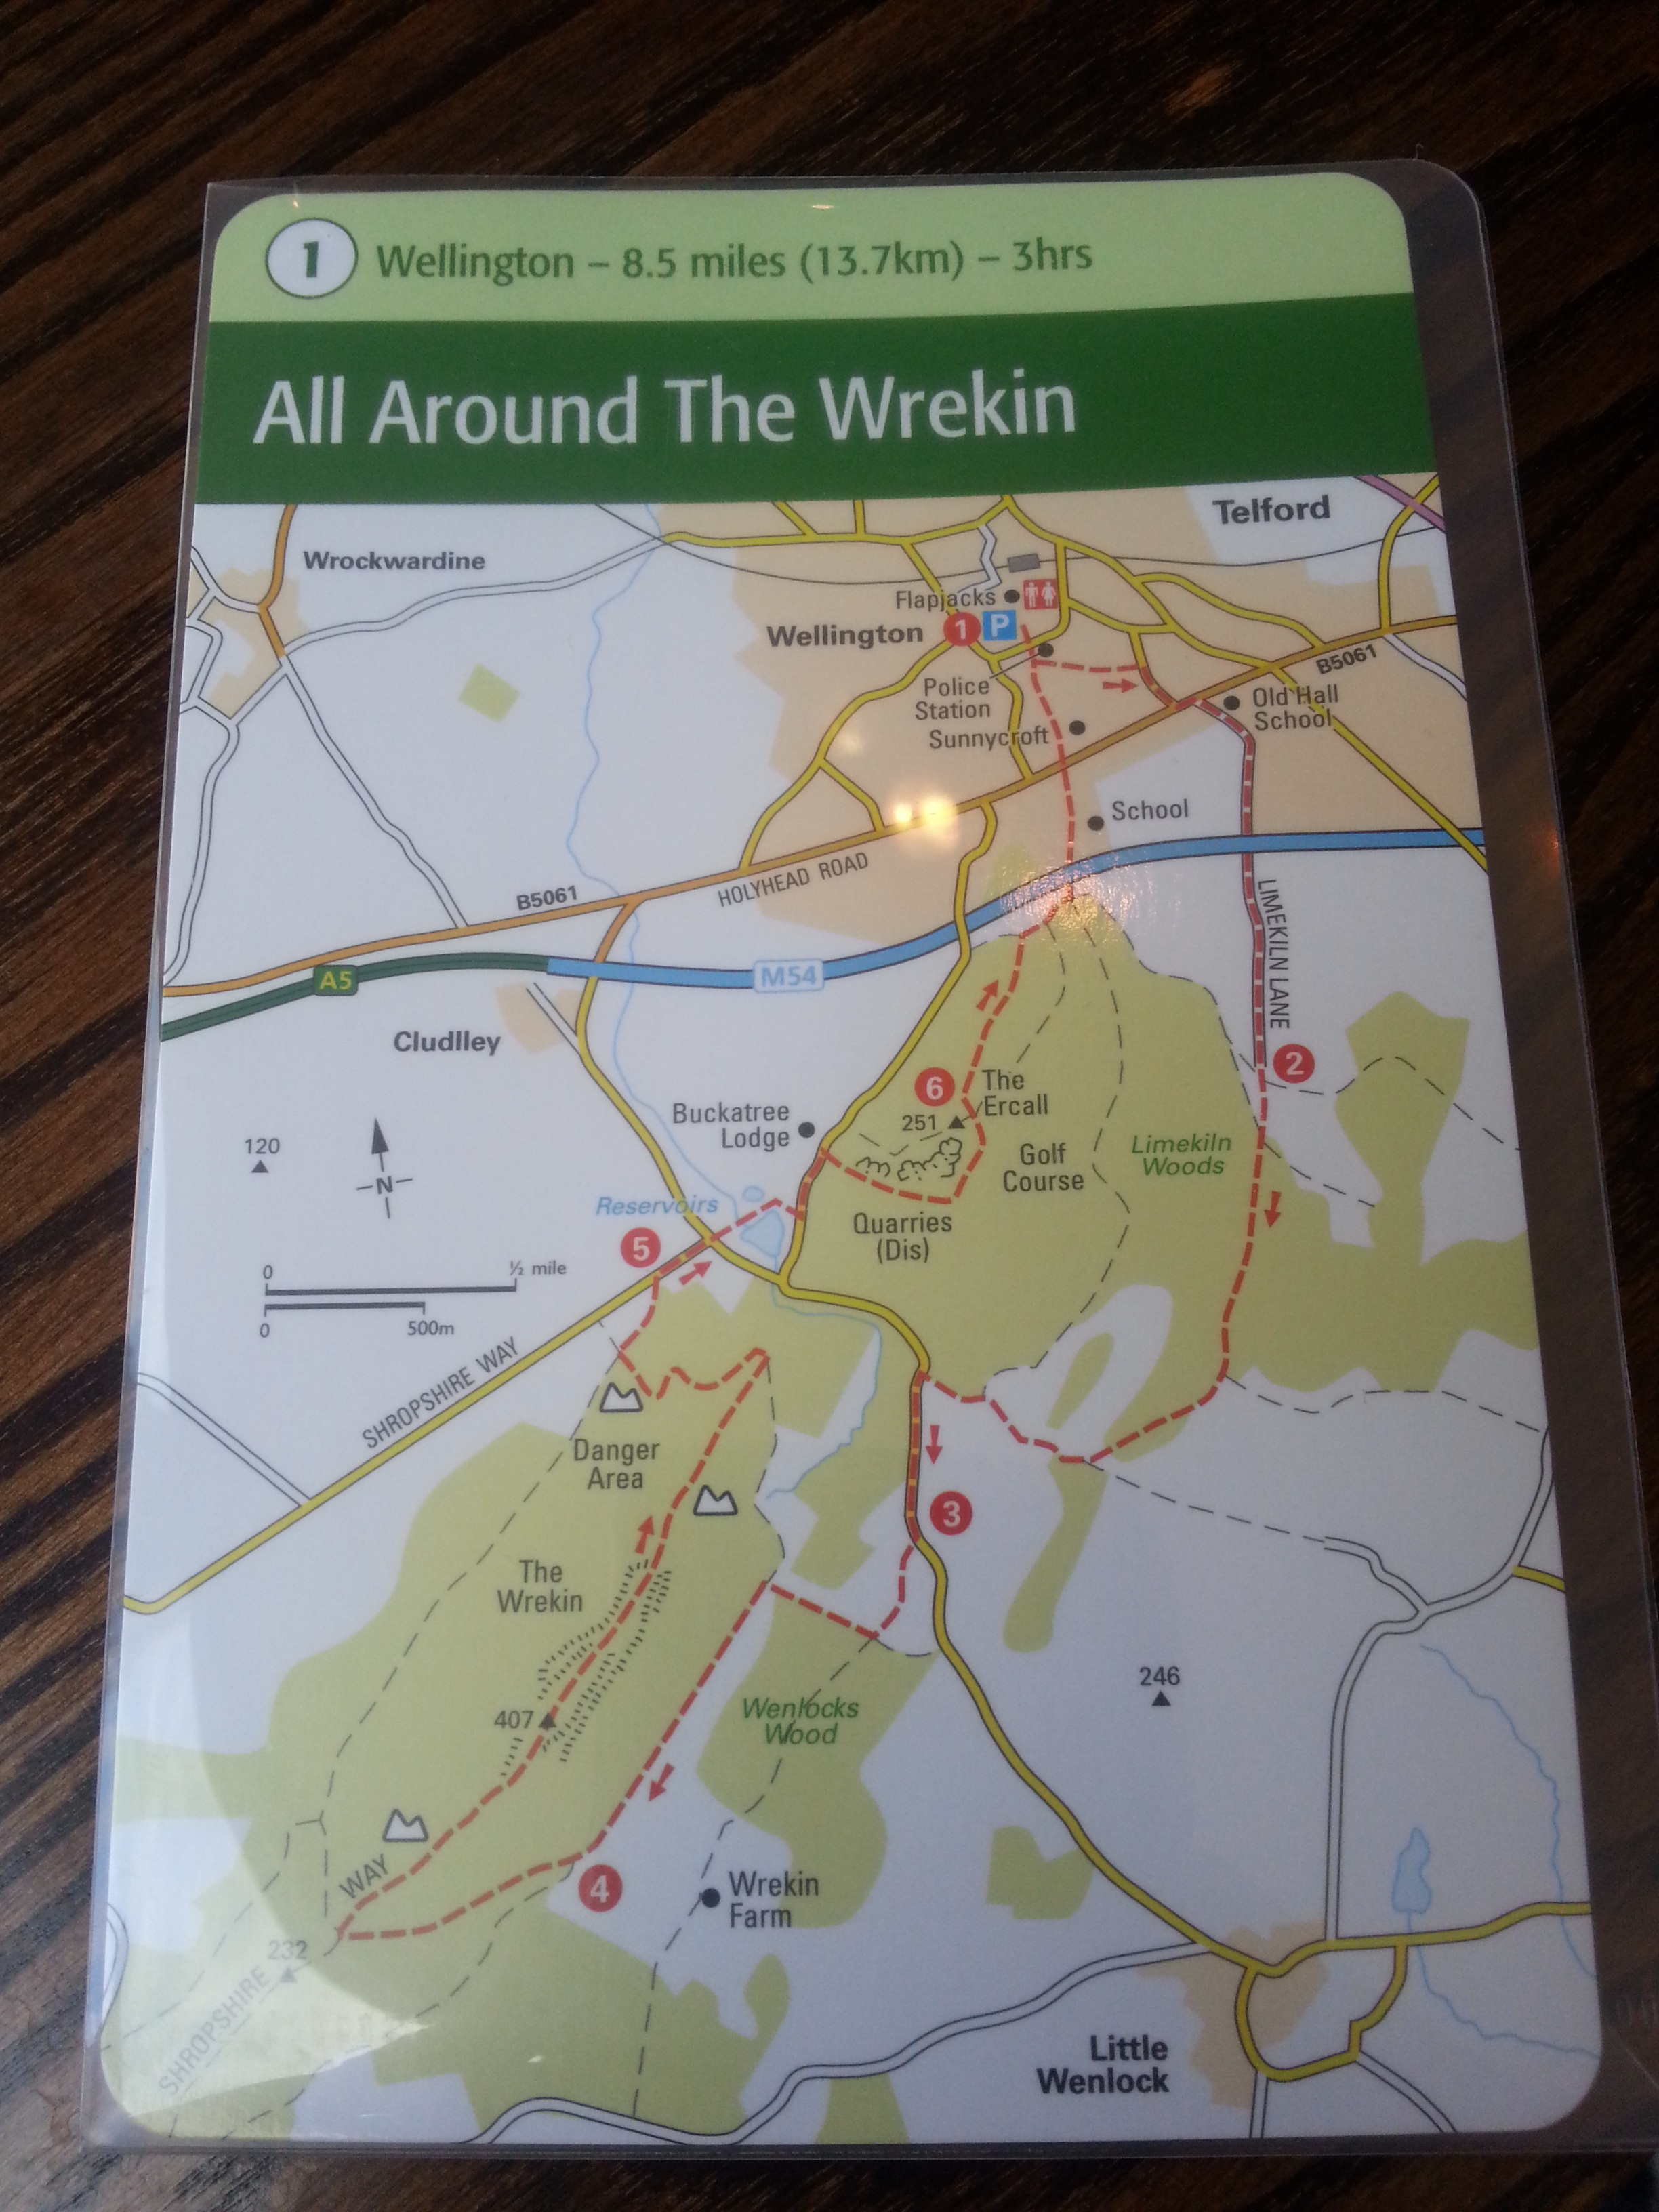 1 Wellington – 8.5 miles (13.7km) – 3hrs
All Around The Wrekin
Telford
Wrockwardine
Flapjacks
Wellington 1 P
B5061
Police
Station
Old Hall
School
Sunnycroft
School
HOLYHEAD ROAD
B5061
LIMEKILN LANE
A5
M54
Cludlley
2
6
The
Ercall
251
Buckatree
Lodge
120
Golf
Course
Limekiln
Woods
N
Reservoirs
Quarries
(Dis)
5
0 ½ mile
0 500m
SHROPSHIRE WAY
Danger
Area
3
The
Wrekin
246
407
Wenlocks
Wood
WAY
4
Wrekin
Farm
232
SHROPSHIRE
Little
Wenlock